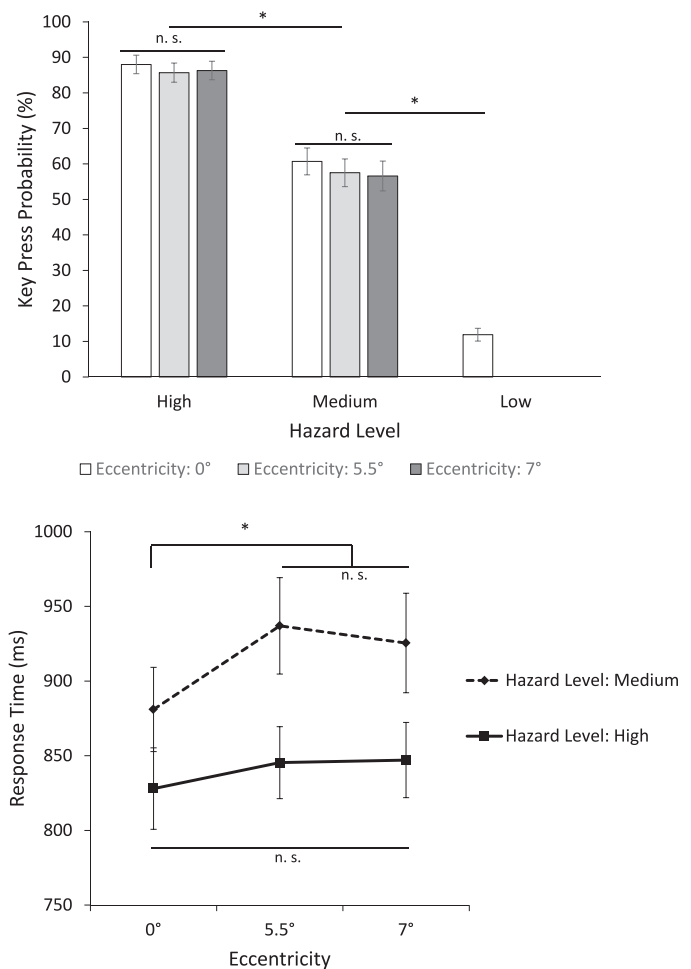 100
90
80
70
60
50
40
30
20
10
0
Key Press Probability (%)
*
n. s.
*
n. s.
High Medium Low
Hazard Level
Eccentricity: 0° Eccentricity: 5.5° Eccentricity: 7°
1000
950
900
850
800
750
Response Time (ms)
*
n. s.
Hazard Level: Medium
Hazard Level: High
n. s.
0° 5.5° 7°
Eccentricity